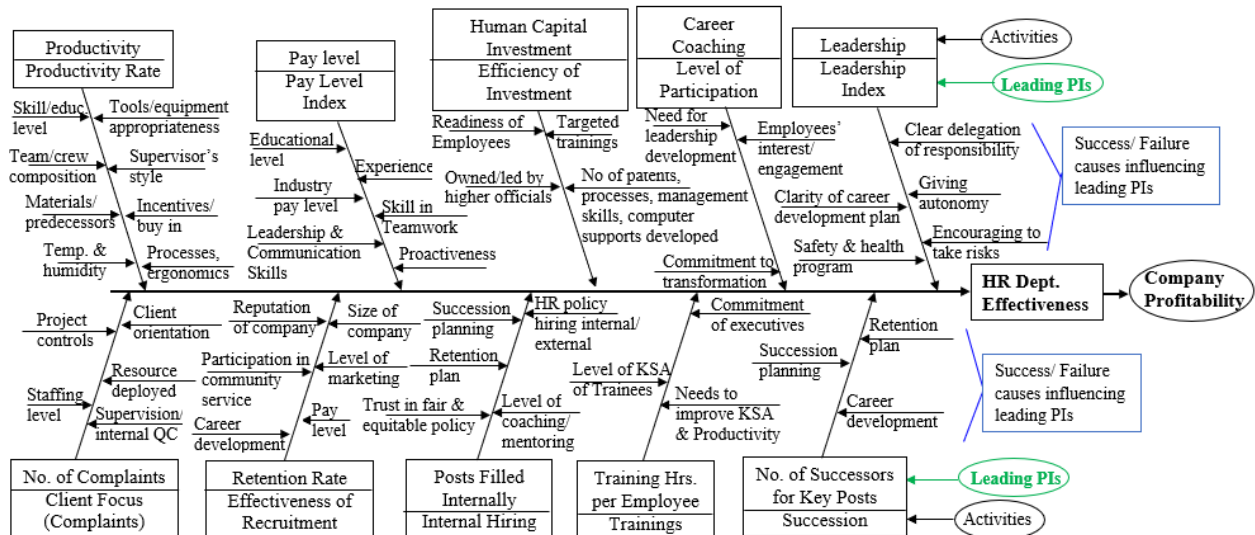 Productivity
Productivity Rate
Pay level
Pay Level
Index
Human Capital
Investment
Efficiency of
Investment
Career
Coaching
Level of
Participation
Leadership
Leadership
Index
Activities
Leading PIs
Skill/educ
level
Tools/equipment
appropriateness
Team/crew
composition
Supervisor's
style
Materials/
predecessors
Incentives/
buy in
Temp. &
humidity
Processes,
ergonomics
Educational
level
Experience
Industry
pay level
Skill in
Teamwork
Leadership &
Communication
Skills
Proactiveness
Readiness of
Employees
Targeted
trainings
Owned/led by
higher officials
No of patents,
processes, management
skills, computer
supports developed
Need for
leadership
development
Employees'
interest/
engagement
Clarity of career
development plan
Safety & health
program
Commitment to
transformation
Clear delegation
of responsibility
Giving
autonomy
Encouraging to
take risks
Success/ Failure
causes influencing
leading PIs
HR Dept.
Effectiveness
Company
Profitability
Project
controls
Client
orientation
Resource
deployed
Staffing
level
Supervision/
internal QC
Reputation
of company
Size of
company
Participation in
community
service
Level of
marketing
Career
development
Pay
level
Succession
planning
HR policy
hiring internal/
external
Retention
plan
Trust in fair &
equitable policy
Level of
coaching/
mentoring
Commitment
of executives
Level of KSA
of Trainees
Needs to
improve KSA
& Productivity
Retention
plan
Succession
planning
Career
development
Success/ Failure
causes influencing
leading PIs
No. of Complaints
Client Focus
(Complaints)
Retention Rate
Effectiveness of
Recruitment
Posts Filled
Internally
Internal Hiring
Training Hrs.
per Employee
Trainings
No. of Successors
for Key Posts
Succession
Leading PIs
Activities